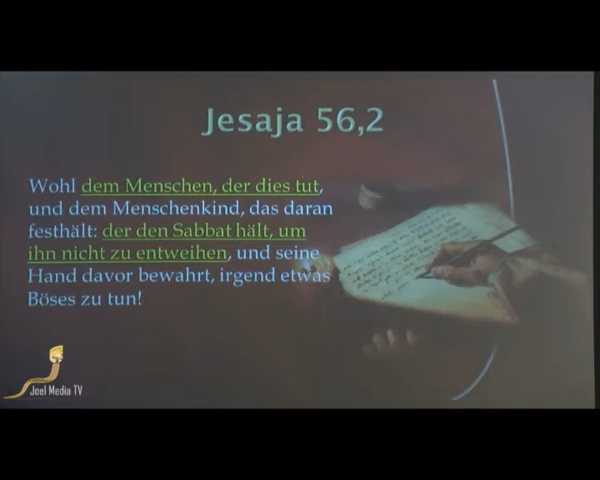 Jesaja 56,2
Wohl dem Menschen, der dies tut,
und dem Menschenkind, das daran
festhält: der den Sabbat hält, um
ihn nicht zu entweihen, und seine
Hand davor bewahrt, irgend etwas
Böses zu tun!
Joel Media TV